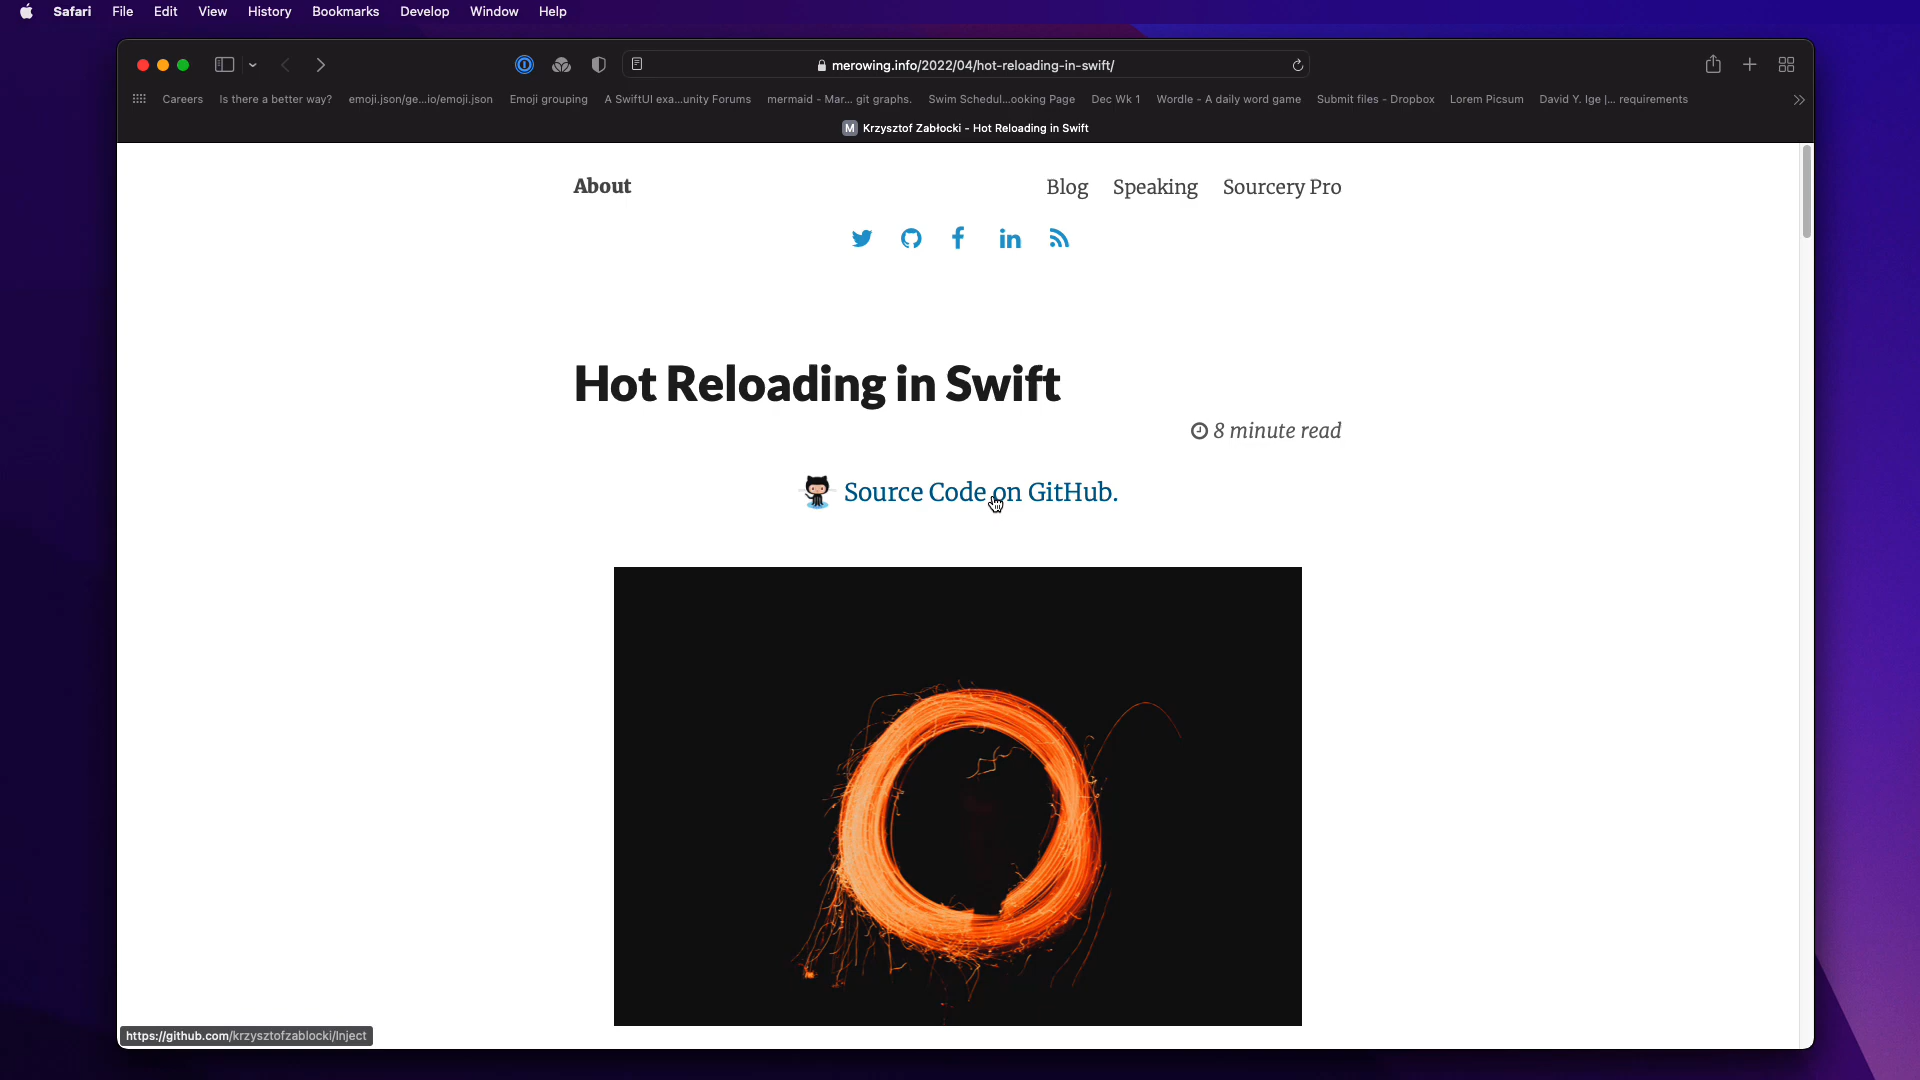 Safari File Edit View History Bookmarks Develop Window Help
merowing.info/2022/04/hot-reloading-in-swift/
Careers Is there a better way? emoji.json/ge...io/emoji.json Emoji grouping A SwiftUI exa...unity Forums mermaid - Mar... git graphs. Swim Schedul...ooking Page Dec Wk 1 Wordle - A daily word game Submit files - Dropbox Lorem Picsum David Y. Ige |... requirements
M Krzysztof Zabłocki - Hot Reloading in Swift
About Blog Speaking Sourcery Pro
Hot Reloading in Swift
8 minute read
Source Code on GitHub.
https://github.com/krzysztofzablocki/Inject